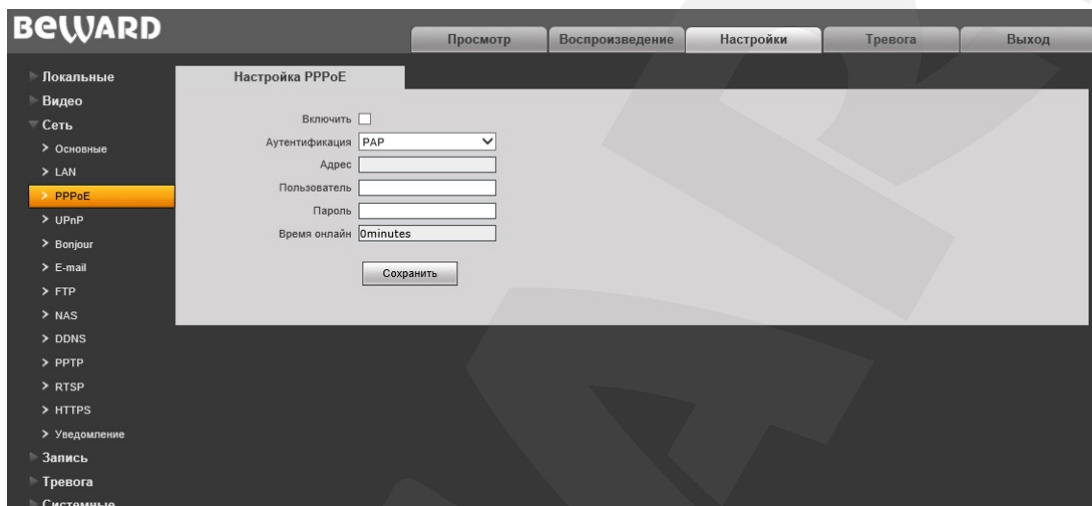 BEWARD
Просмотр
Воспроизведение
Настройки
Тревога
Выход
Локальные
Видео
Сеть
Основные
LAN
PPPoE
UPnP
Bonjour
E-mail
FTP
NAS
DDNS
PPTP
RTSP
HTTPS
Уведомление
Запись
Тревога
Системные
Настройка PPPoE
Включить
Аутентификация PAP
Адрес
Пользователь
Пароль
Время онлайн 0minutes
Сохранить